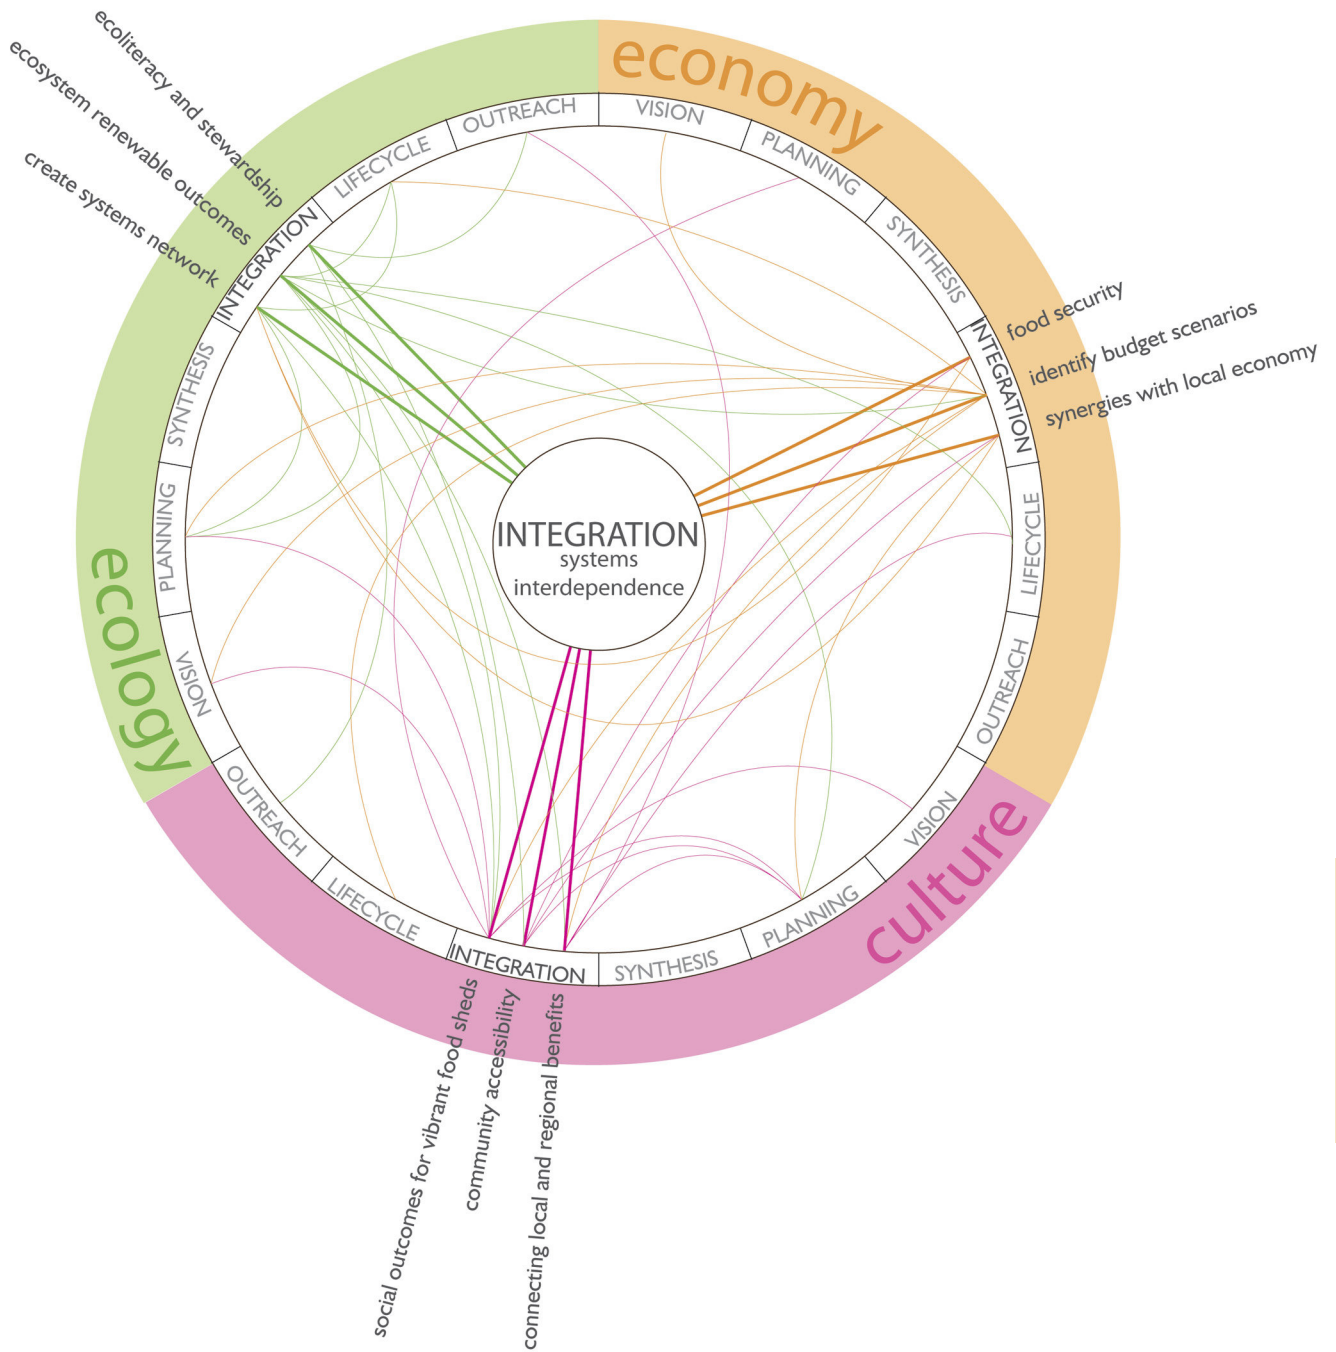 economy
VISION
PLANNING
SYNTHESIS
INTEGRATION
LIFECYCLE
OUTREACH
food security
identify budget scenarios
synergies with local economy
culture
VISION
PLANNING
SYNTHESIS
INTEGRATION
LIFECYCLE
OUTREACH
connecting local and regional benefits
community accessibility
social outcomes for vibrant food sheds
ecology
VISION
PLANNING
SYNTHESIS
INTEGRATION
LIFECYCLE
OUTREACH
create systems network
ecosystem renewable outcomes
ecoliteracy and stewardship
INTEGRATION
systems
interdependence